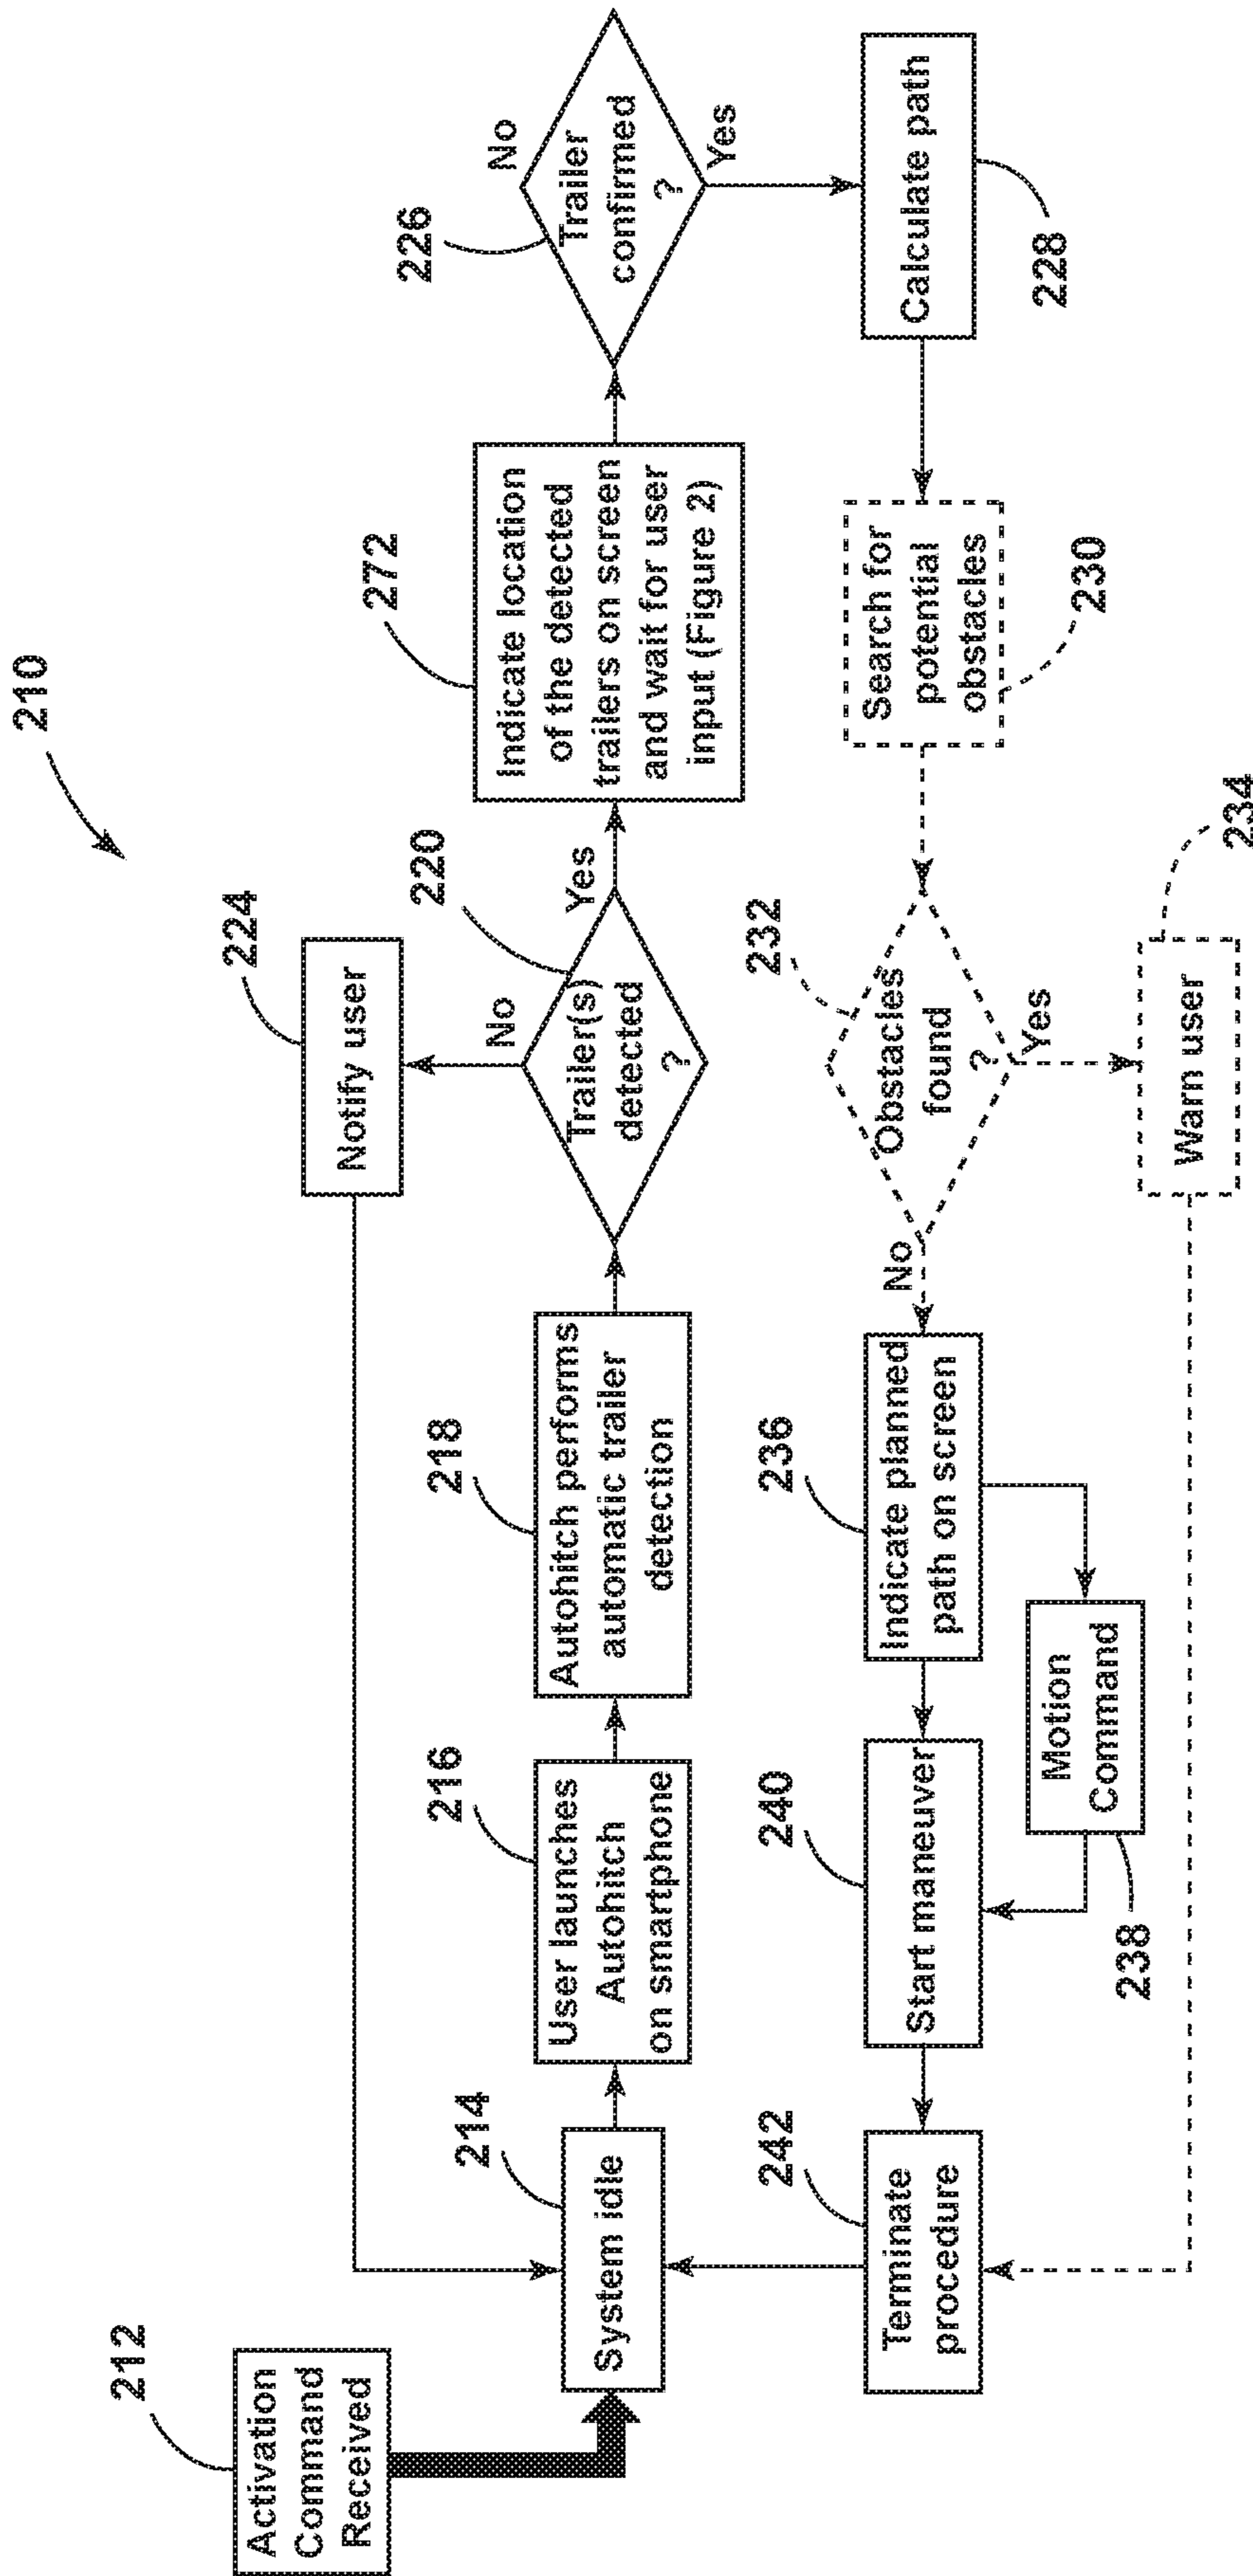 210
212
Activation
Command
Received
224
Notify user
214
System idle
216
User launches
Autohitch
on smartphone
218
Autohitch performs
automatic trailer
detection
220
Trailer(s)
detected
?
No
Yes
272
Indicate location
of the detected
trailers on screen
and wait for user
input (Figure 2)
226
Trailer
confirmed
?
No
Yes
Calculate path
228
Search for
potential
obstacles
230
232
Obstacles
found
?
No
Yes
234
Warn user
236
Indicate planned
path on screen
Motion
Command
238
240
Start maneuver
242
Terminate
procedure